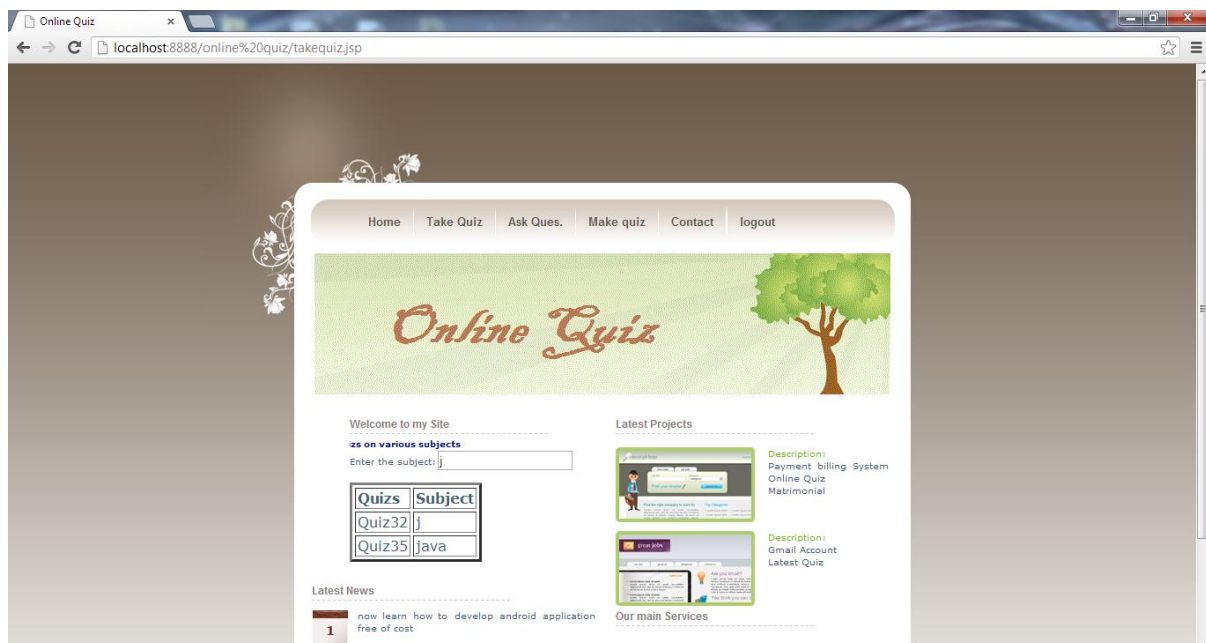 Online Quiz
localhost:8888/online%20quiz/takequiz.jsp
Home Take Quiz Ask Ques. Make quiz Contact logout
Online Quiz
Welcome to my Site
zs on various subjects
Enter the subject: j
Quizs Subject
Quiz32 j
Quiz35 java
Latest News
1
now learn how to develop android application
free of cost
Latest Projects
Description:
Payment billing System
Online Quiz
Matrimonial
great jobs
Description:
Gmail Account
Latest Quiz
Our main Services